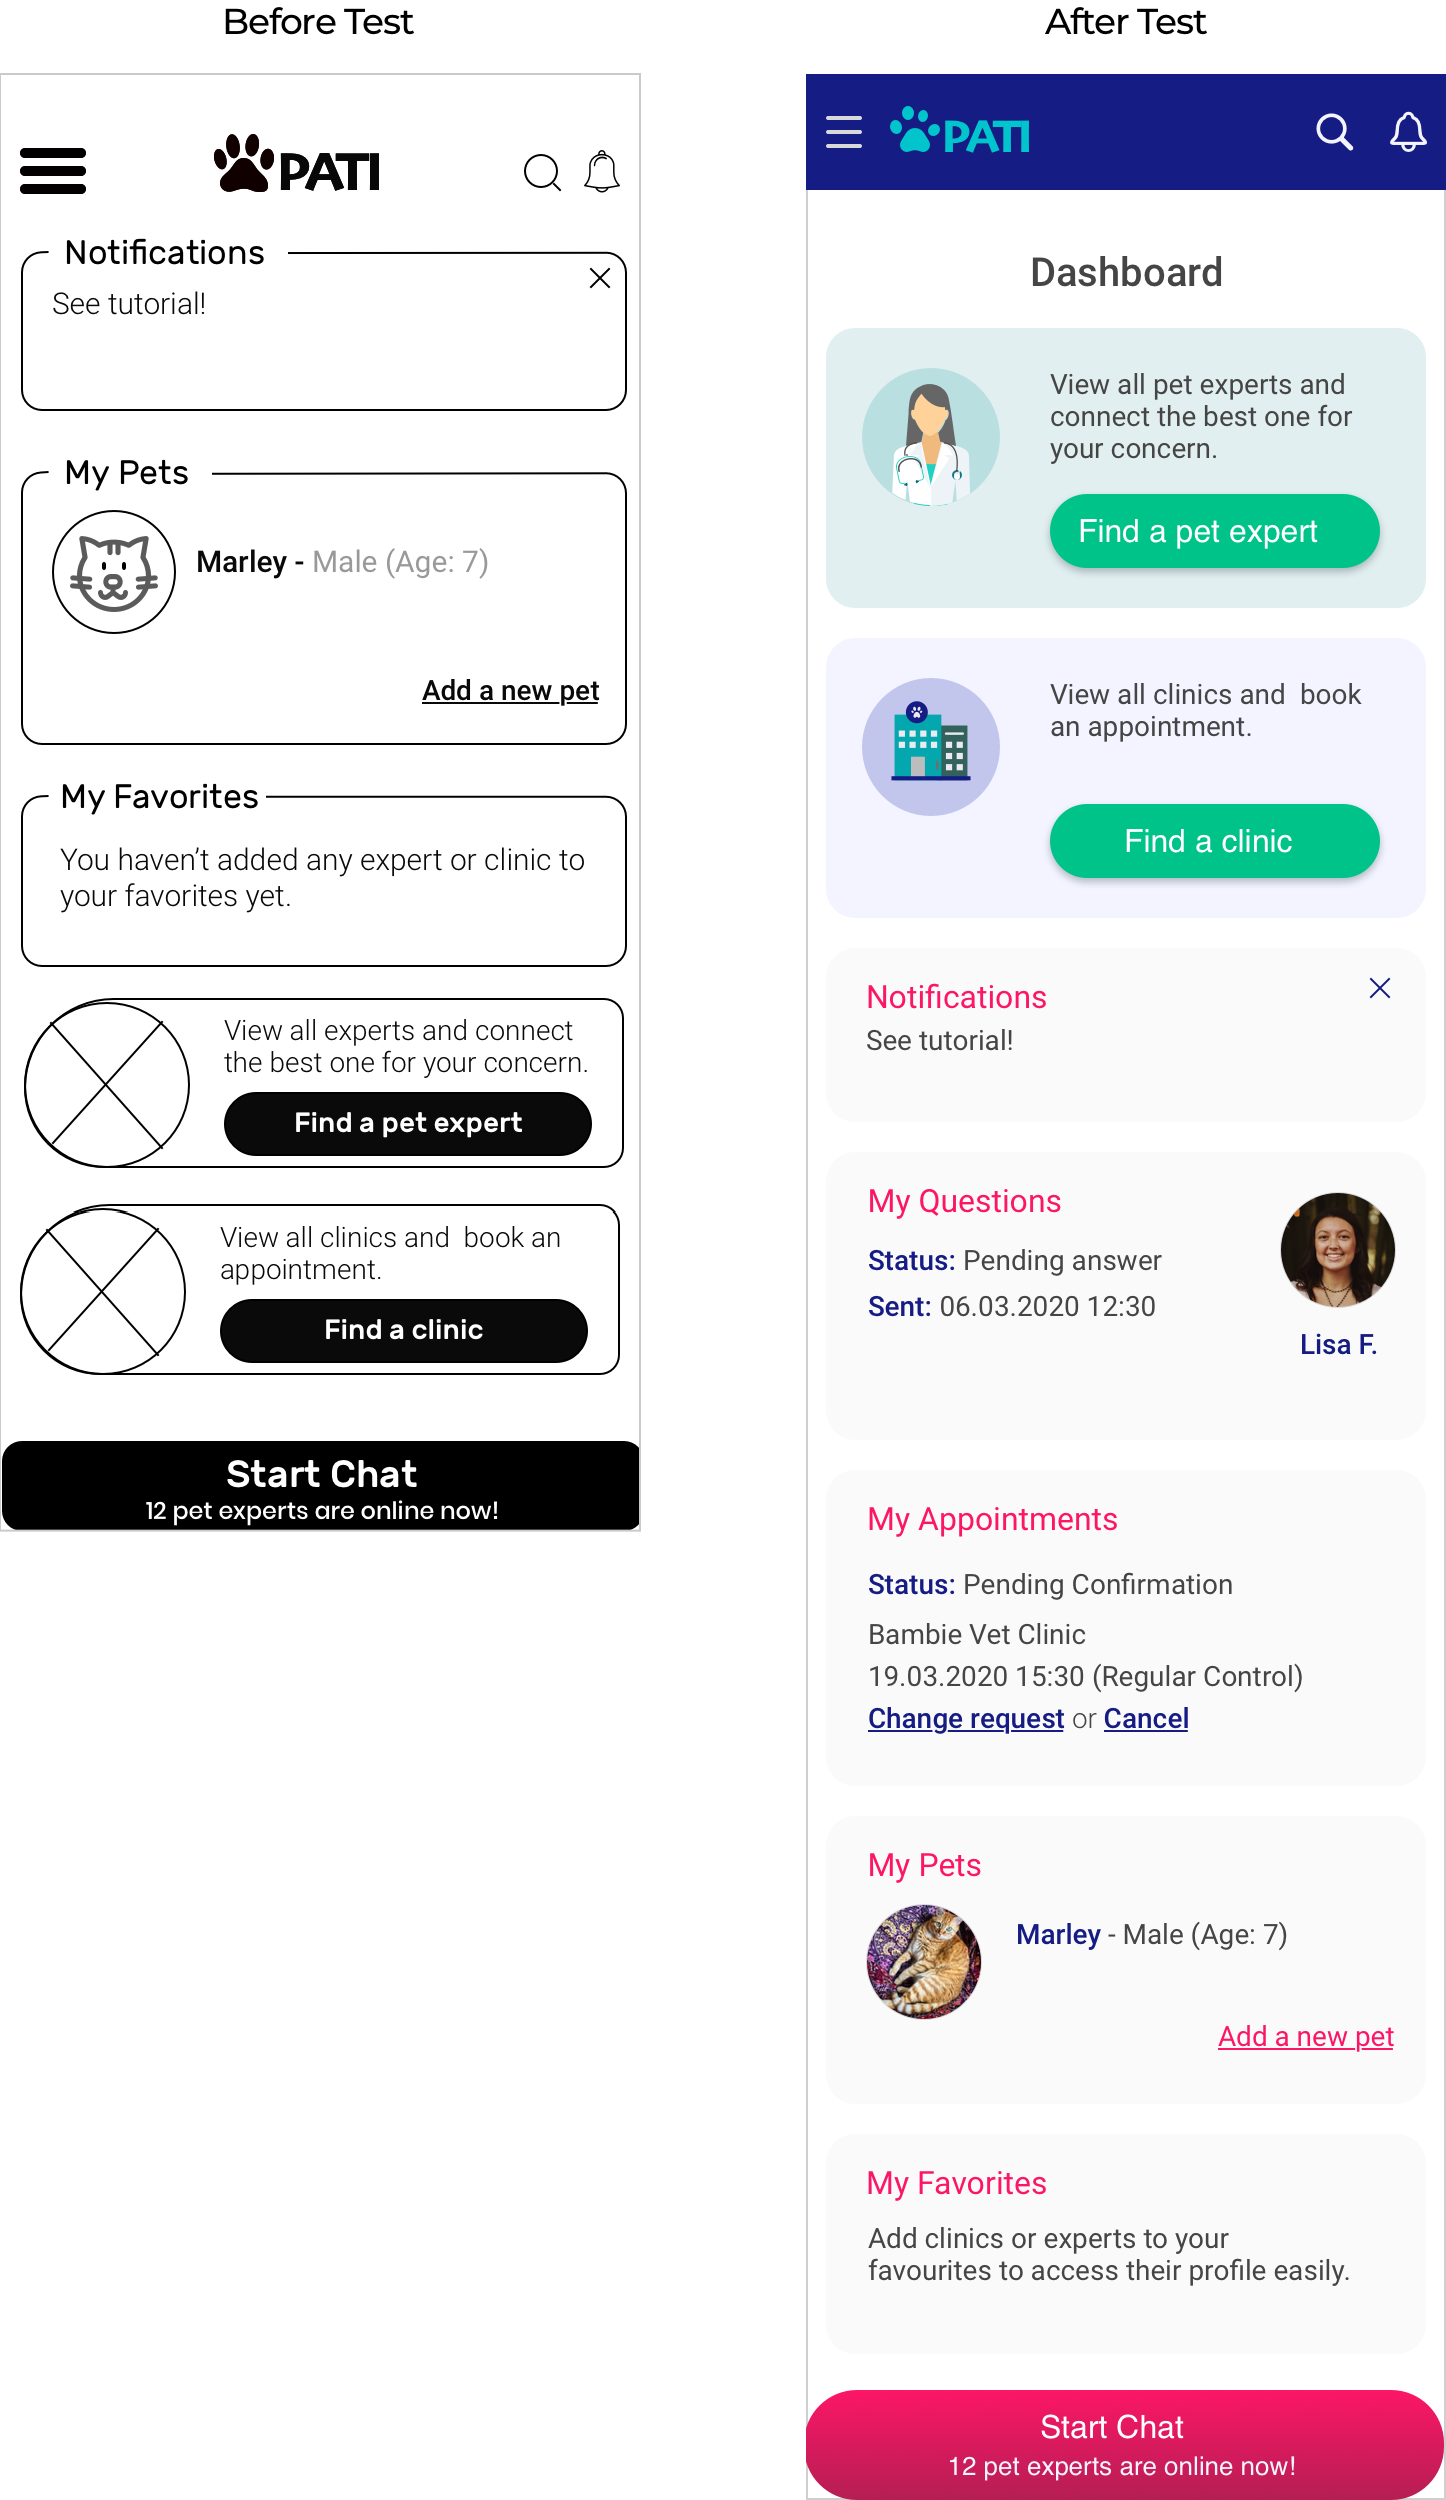 Before Test
PATI
Notifications
See tutorial!
My Pets
Marley - Male (Age: 7)
Add a new pet
My Favorites
You haven't added any expert or clinic to
your favorites yet.
View all experts and connect
the best one for your concern.
Find a pet expert
View all clinics and  book an
appointment.
Find a clinic
Start Chat
12 pet experts are online now!
After Test
PATI
Dashboard
View all pet experts and
connect the best one for
your concern.
Find a pet expert
View all clinics and  book
an appointment.
Find a clinic
Notifications
See tutorial!
My Questions
Status: Pending answer
Sent: 06.03.2020 12:30
Lisa F.
My Appointments
Status: Pending Confirmation
Bambie Vet Clinic
19.03.2020 15:30 (Regular Control)
Change request or Cancel
My Pets
Marley - Male (Age: 7)
Add a new pet
My Favorites
Add clinics or experts to your
favourites to access their profile easily.
Start Chat
12 pet experts are online now!